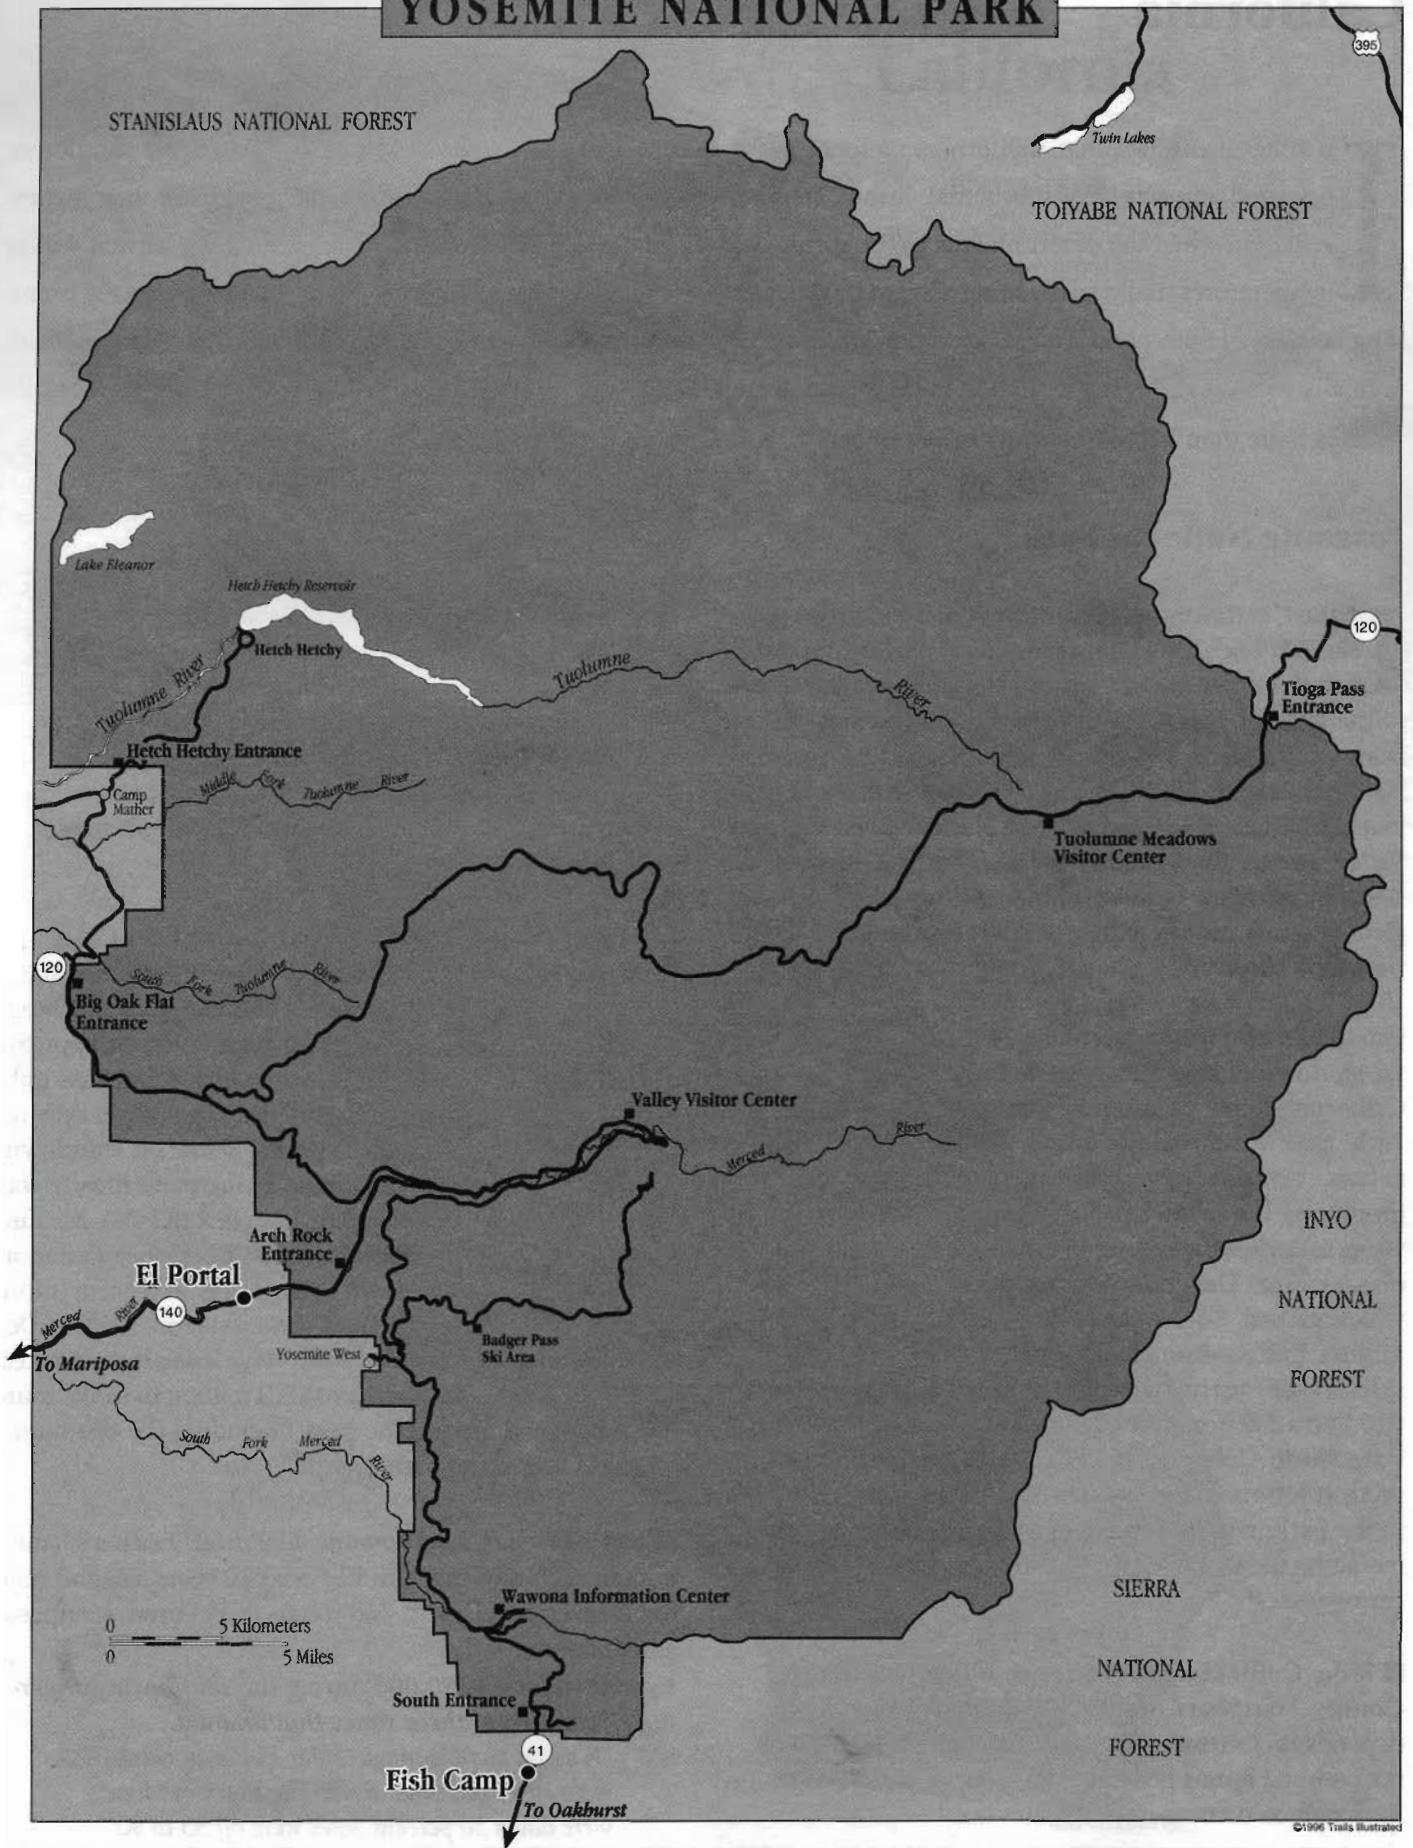 YOSEMITE NATIONAL PARK
395
STANISLAUS NATIONAL FOREST
Twin Lakes
TOIYABE NATIONAL FOREST
Lake Eleanor
Hetch Hetchy Reservoir
120
Hetch Hetchy
Tuolumne River
Tuolumne River
Tioga Pass
Entrance
Hetch Hetchy Entrance
Middle Fork Tuolumne River
Camp
Mather
Tuolumne Meadows
Visitor Center
120
South Fork Tuolumne River
Big Oak Flat
Entrance
Valley Visitor Center
Merced River
INYO
NATIONAL
FOREST
Arch Rock
Entrance
El Portal
140
Merced River
To Mariposa
Badger Pass
Ski Area
Yosemite West
South Fork Merced River
SIERRA
NATIONAL
FOREST
Wawona Information Center
0 5 Kilometers
0 5 Miles
South Entrance
41
Fish Camp
To Oakhurst
©1996 Trails Illustrated